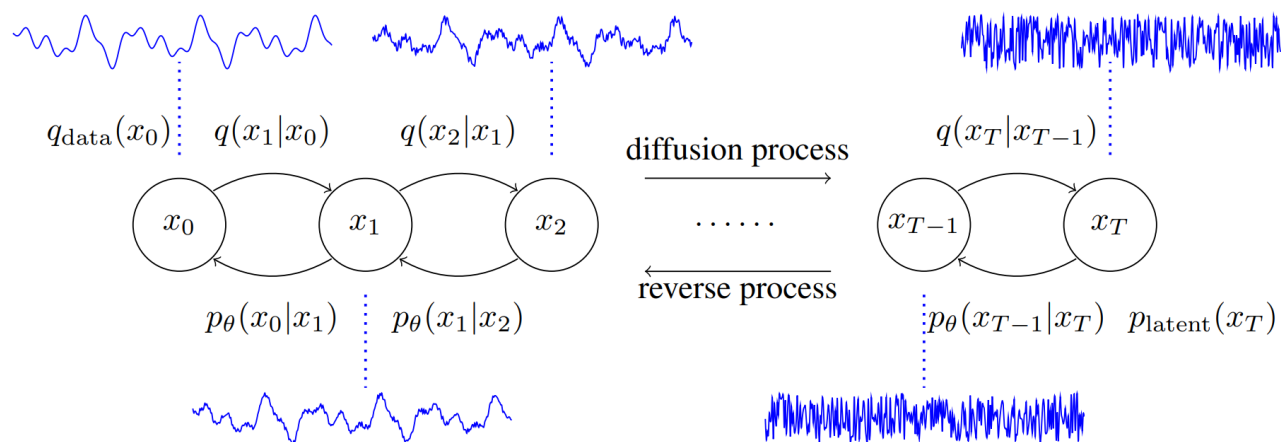 q_data(x_0) q(x_1|x_0) q(x_2|x_1) q(x_T|x_{T-1})
diffusion process
x_0 x_1 x_2 ...... x_{T-1} x_T
reverse process
p_θ(x_0|x_1) p_θ(x_1|x_2) p_θ(x_{T-1}|x_T) p_latent(x_T)